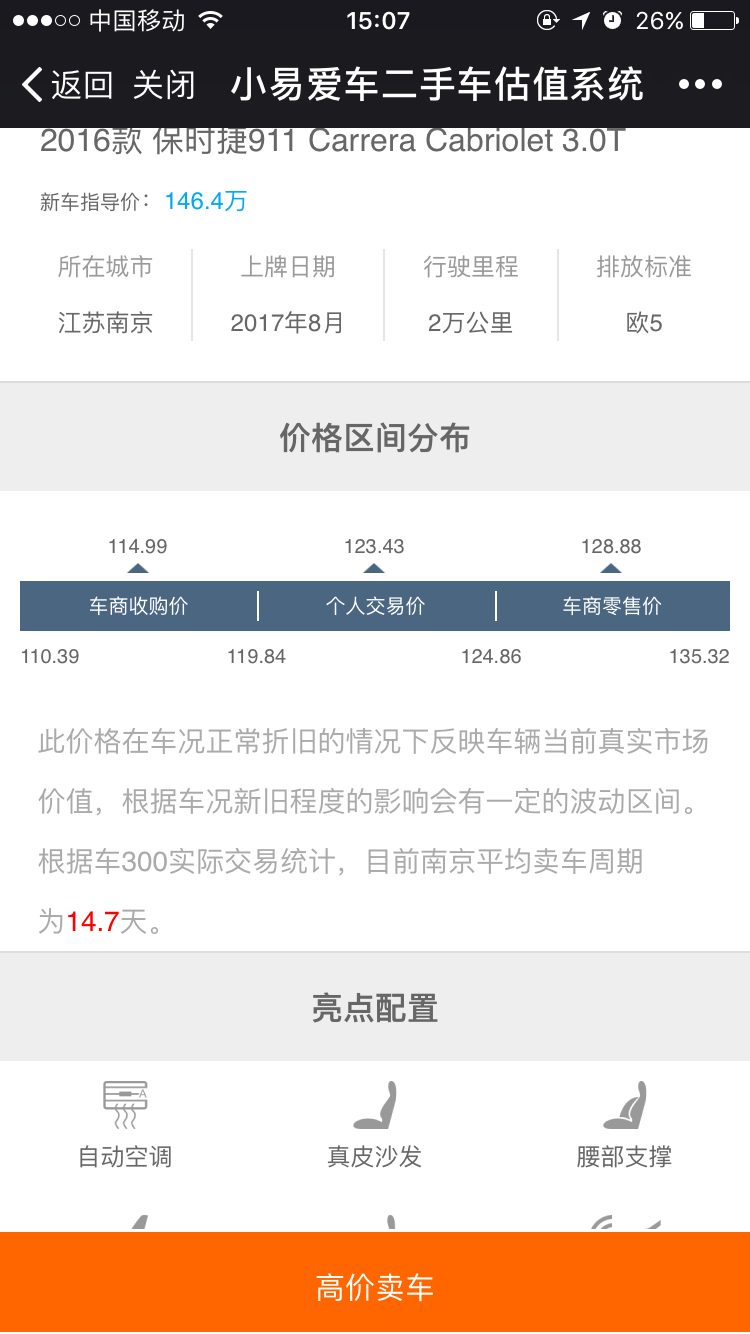 中国移动 15:07 26%
返回 关闭 小易爱车二手车估值系统
2016款 保时捷911 Carrera Cabriolet 3.0T
新车指导价： 146.4万
所在城市 上牌日期 行驶里程 排放标准
江苏南京 2017年8月 2万公里 欧5
价格区间分布
114.99 123.43 128.88
车商收购价 个人交易价 车商零售价
110.39 119.84 124.86 135.32
此价格在车况正常折旧的情况下反映车辆当前真实市场
价值，根据车况新旧程度的影响会有一定的波动区间。
根据车300实际交易统计，目前南京平均卖车周期
为14.7天。
亮点配置
A
自动空调 真皮沙发 腰部支撑
高价卖车